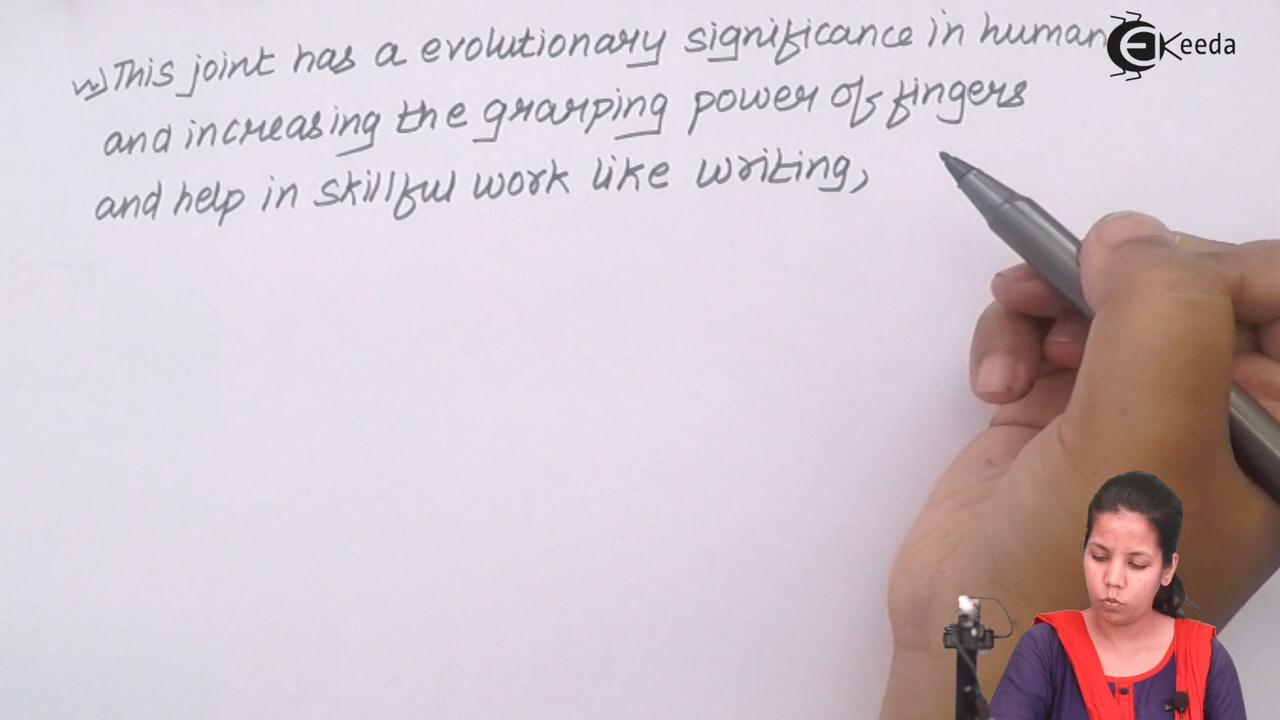 iv) This joint has a evolutionary significance in human
and increasing the grasping power of fingers
and help in skillful work like writing,
Ekeeda